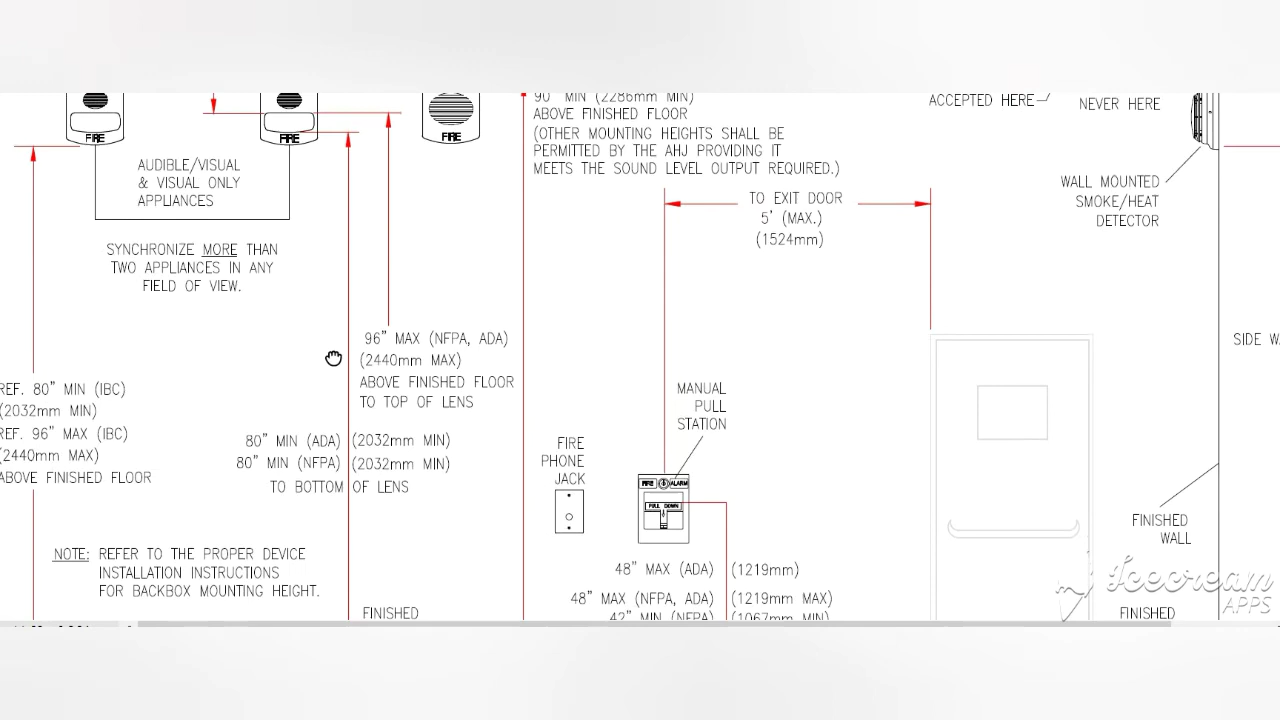 FIRE
FIRE
FIRE
AUDIBLE/VISUAL
& VISUAL ONLY
APPLIANCES
SYNCHRONIZE MORE THAN
TWO APPLIANCES IN ANY
FIELD OF VIEW.
90" MIN (2286mm MIN)
ABOVE FINISHED FLOOR
(OTHER MOUNTING HEIGHTS SHALL BE
PERMITTED BY THE AHJ PROVIDING IT
MEETS THE SOUND LEVEL OUTPUT REQUIRED.)
ACCEPTED HERE
NEVER HERE
WALL MOUNTED
SMOKE/HEAT
DETECTOR
TO EXIT DOOR
5' (MAX.)
(1524mm)
96" MAX (NFPA, ADA)
(2440mm MAX)
ABOVE FINISHED FLOOR
TO TOP OF LENS
REF. 80" MIN (IBC)
(2032mm MIN)
REF. 96" MAX (IBC)
(2440mm MAX)
ABOVE FINISHED FLOOR
80" MIN (ADA) (2032mm MIN)
80" MIN (NFPA) (2032mm MIN)
TO BOTTOM OF LENS
NOTE: REFER TO THE PROPER DEVICE
INSTALLATION INSTRUCTIONS
FOR BACKBOX MOUNTING HEIGHT.
FINISHED
MANUAL
PULL
STATION
FIRE
PHONE
JACK
FIRE ALARM
PULL DOWN
48" MAX (ADA) (1219mm)
48" MAX (NFPA, ADA) (1219mm MAX)
42" MIN (NFPA) (1067mm MIN)
SIDE
FINISHED
WALL
FINISHED
Icecream
APPS